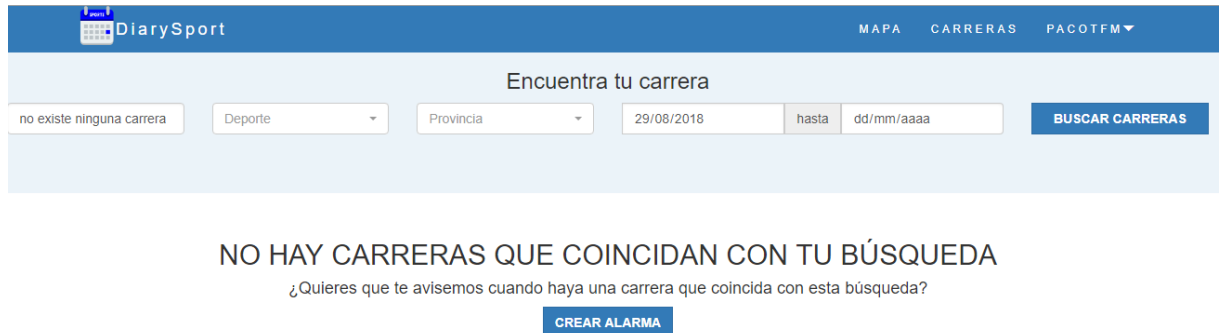 SPORTS
DiarySport MAPA CARRERAS PACOTFM
Encuentra tu carrera
no existe ninguna carrera Deporte Provincia 29/08/2018 hasta dd/mm/aaaa BUSCAR CARRERAS
NO HAY CARRERAS QUE COINCIDAN CON TU BÚSQUEDA
¿Quieres que te avisemos cuando haya una carrera que coincida con esta búsqueda?
CREAR ALARMA